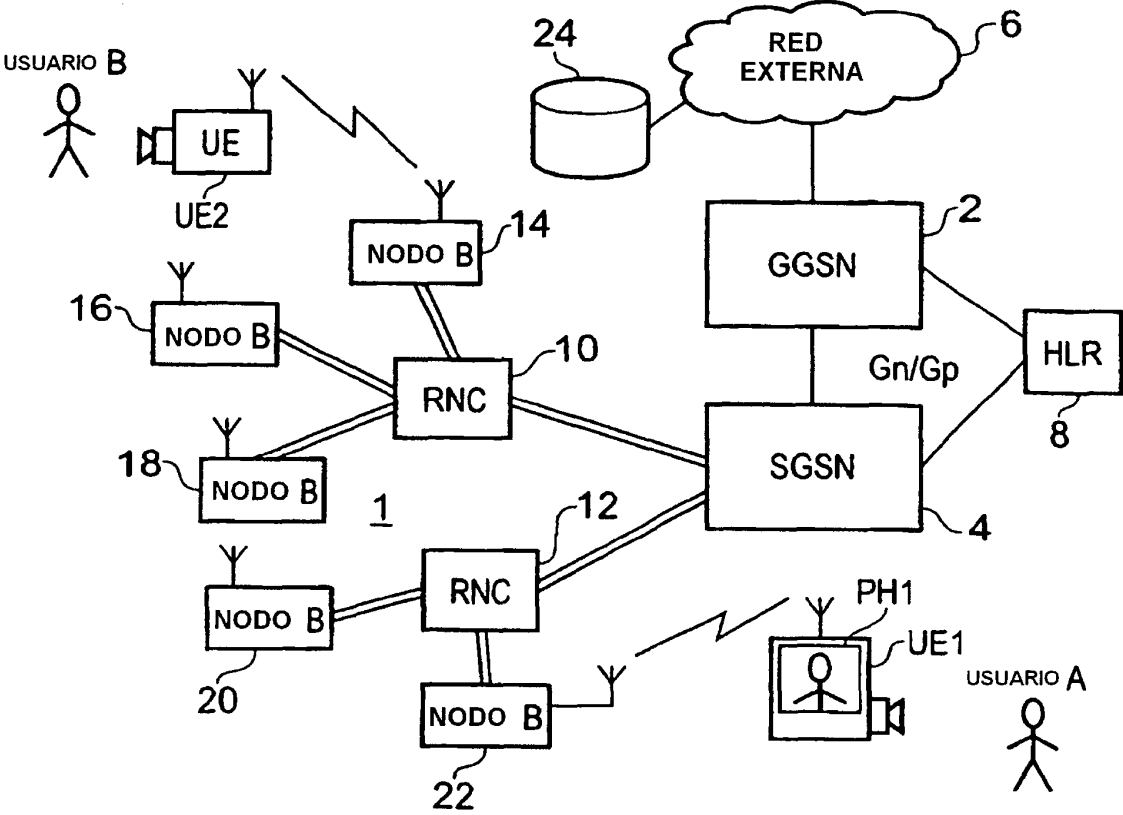 6
24
RED
EXTERNA
USUARIO B
UE
UE2
2
14
NODO B
GGSN
16
NODO B
10
HLR
Gn/Gp
RNC
8
18
NODO B
SGSN
1
12
4
RNC
PH1
NODO B
UE1
20
USUARIO A
NODO B
22